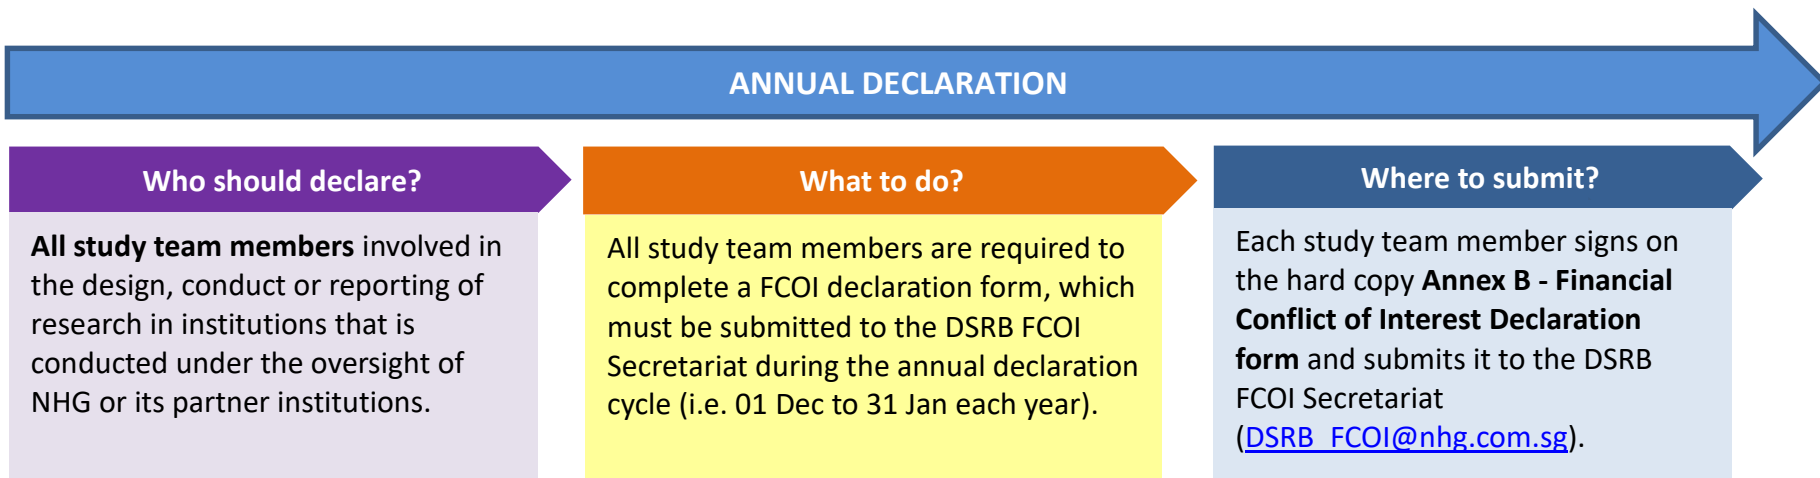 ANNUAL DECLARATION
Who should declare?
All study team members involved in
the design, conduct or reporting of
research in institutions that is
conducted under the oversight of
NHG or its partner institutions.
What to do?
All study team members are required to
complete a FCOI declaration form, which
must be submitted to the DSRB FCOI
Secretariat during the annual declaration
cycle (i.e. 01 Dec to 31 Jan each year).
Where to submit?
Each study team member signs on
the hard copy Annex B - Financial
Conflict of Interest Declaration
form and submits it to the DSRB
FCOI Secretariat
(DSRB_FCOI@nhg.com.sg).